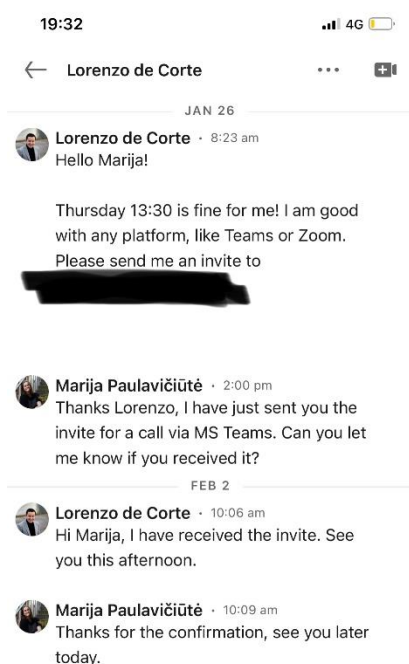 19:32
4G
Lorenzo de Corte
JAN 26
Lorenzo de Corte · 8:23 am
Hello Marija!
Thursday 13:30 is fine for me! I am good
with any platform, like Teams or Zoom.
Please send me an invite to
Marija Paulavičiūtė · 2:00 pm
Thanks Lorenzo, I have just sent you the
invite for a call via MS Teams. Can you let
me know if you received it?
FEB 2
Lorenzo de Corte · 10:06 am
Hi Marija, I have received the invite. See
you this afternoon.
Marija Paulavičiūtė · 10:09 am
Thanks for the confirmation, see you later
today.